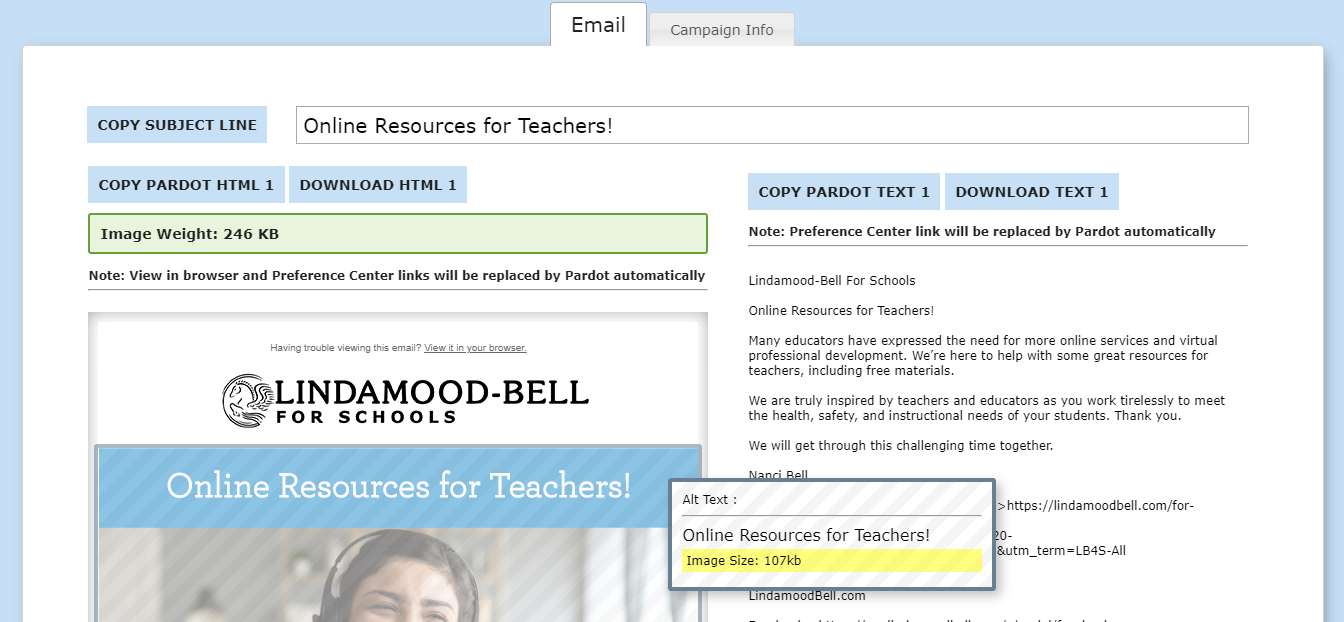 Email
Campaign Info
COPY SUBJECT LINE
Online Resources for Teachers!
COPY PARDOT HTML 1
DOWNLOAD HTML 1
Image Weight: 246 KB
Note: View in browser and Preference Center links will be replaced by Pardot automatically
Having trouble viewing this email? View it in your browser.
LINDAMOOD-BELL
FOR SCHOOLS
Online Resources for Teachers!
COPY PARDOT TEXT 1
DOWNLOAD TEXT 1
Note: Preference Center link will be replaced by Pardot automatically
Lindamood-Bell For Schools
Online Resources for Teachers!
Many educators have expressed the need for more online services and virtual
professional development. We’re here to help with some great resources for
teachers, including free materials.
We are truly inspired by teachers and educators as you work tirelessly to meet
the health, safety, and instructional needs of your students. Thank you.
We will get through this challenging time together.
Nanci Bell
>https://lindamoodbell.com/for-
20-
&utm_term=LB4S-All
LindamoodBell.com
Alt Text :
Online Resources for Teachers!
Image Size: 107kb